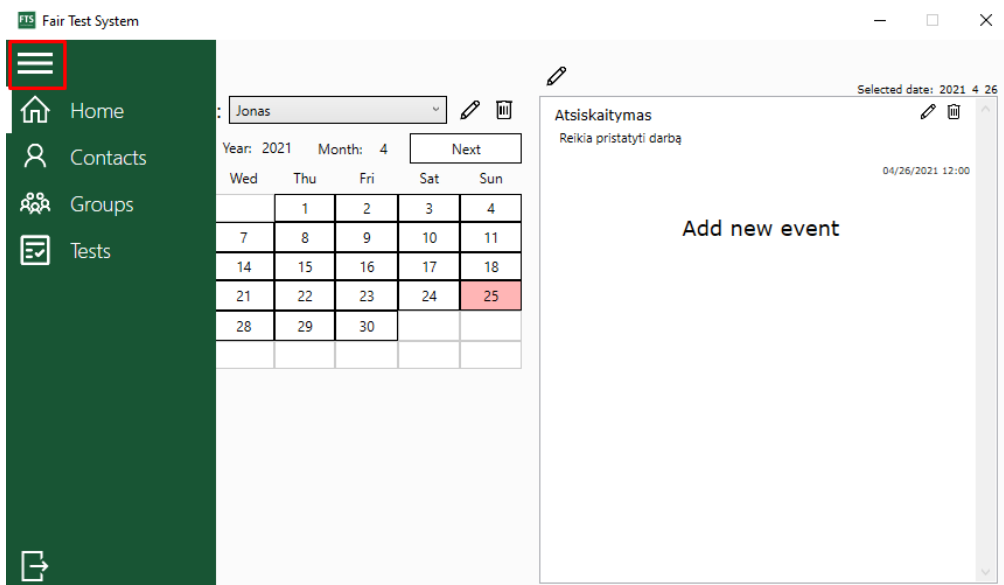 FTS Fair Test System
Selected date: 2021 4 26
Home
: Jonas
Atsiskaitymas
Reikia pristatyti darbą
Contacts
Year: 2021 Month: 4 Next
04/26/2021 12:00
Wed Thu Fri Sat Sun
Groups
1 2 3 4
Add new event
7 8 9 10 11
Tests
14 15 16 17 18
21 22 23 24 25
28 29 30